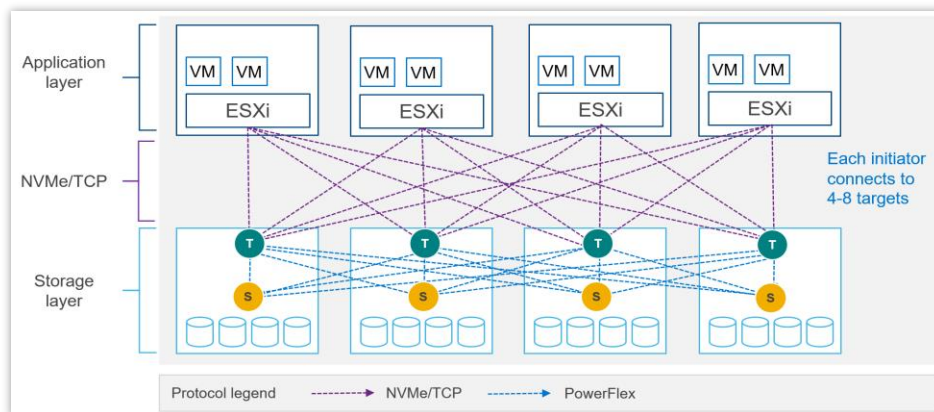 Application
layer
VM VM VM VM VM VM VM VM
ESXi ESXi ESXi ESXi
NVMe/TCP
Each initiator
connects to
4-8 targets
T T T T
Storage
layer
S S S S
Protocol legend NVMe/TCP PowerFlex